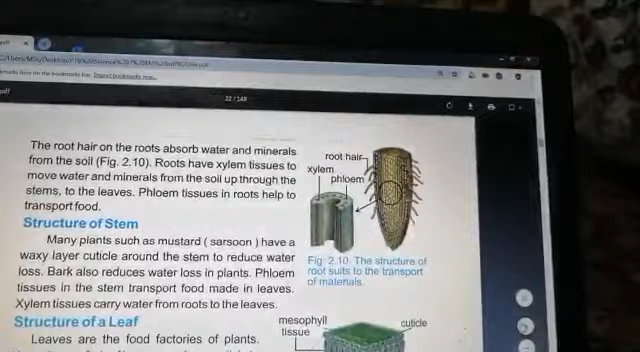 22 / 148
The root hair on the roots absorb water and minerals
from the soil (Fig. 2.10). Roots have xylem tissues to
move water and minerals from the soil up through the
stems, to the leaves. Phloem tissues in roots help to
transport food.
root hair
xylem
phloem
Fig: 2.10. The structure of
root suits to the transport
of materials.
Structure of Stem
Many plants such as mustard ( sarsoon ) have a
waxy layer cuticle around the stem to reduce water
loss. Bark also reduces water loss in plants. Phloem
tissues in the stem transport food made in leaves.
Xylem tissues carry water from roots to the leaves.
Structure of a Leaf
Leaves are the food factories of plants.
mesophyll
tissue
cuticle